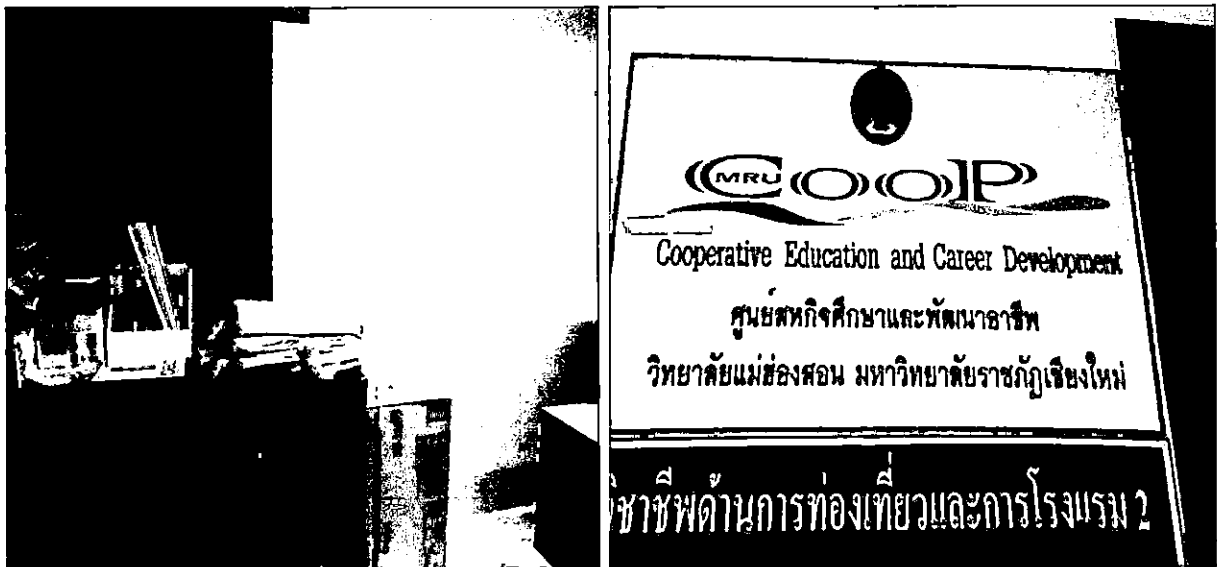 MRU COOP
Cooperative Education and Career Development
ศูนย์สหกิจศึกษาและพัฒนาอาชีพ
วิทยาลัยแม่ฮ่องสอน มหาวิทยาลัยราชภัฏเชียงใหม่
วิชาชีพด้านการท่องเที่ยวและการโรงแรม 2